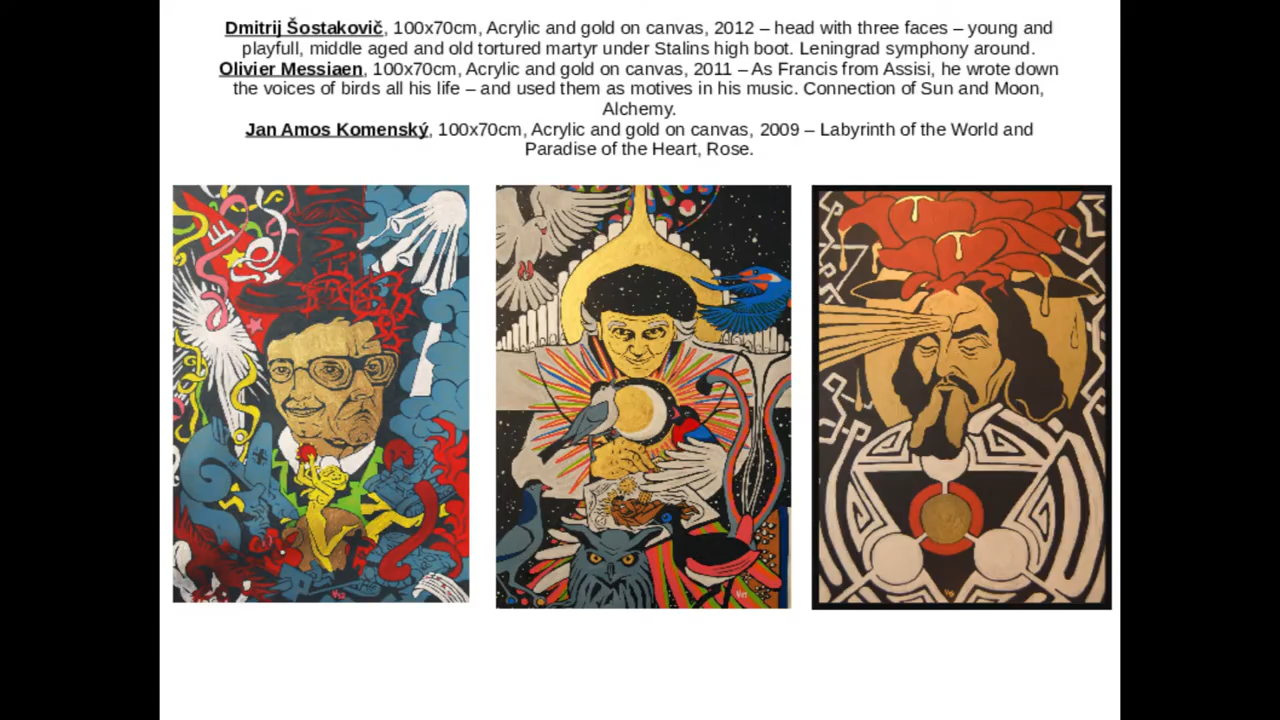 Dmitrij Šostakovič, 100x70cm, Acrylic and gold on canvas, 2012 – head with three faces – young and
playfull, middle aged and old tortured martyr under Stalins high boot. Leningrad symphony around.
Olivier Messiaen, 100x70cm, Acrylic and gold on canvas, 2011 – As Francis from Assisi, he wrote down
the voices of birds all his life – and used them as motives in his music. Connection of Sun and Moon,
Alchemy.
Jan Amos Komenský, 100x70cm, Acrylic and gold on canvas, 2009 – Labyrinth of the World and
Paradise of the Heart, Rose.